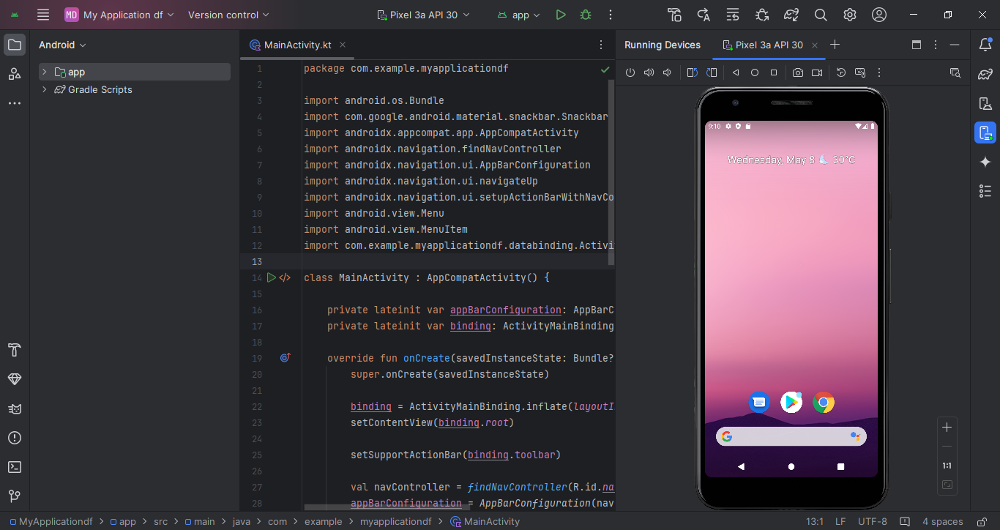 MD My Application df Version control Pixel 3a API 30 app
Android
app
Gradle Scripts
MainActivity.kt
1 package com.example.myapplicationdf
2
3 import android.os.Bundle
4 import com.google.android.material.snackbar.Snackbar
5 import androidx.appcompat.app.AppCompatActivity
6 import androidx.navigation.findNavController
7 import androidx.navigation.ui.AppBarConfiguration
8 import androidx.navigation.ui.navigateUp
9 import androidx.navigation.ui.setupActionBarWithNavCo
10 import android.view.Menu
11 import android.view.MenuItem
12 import com.example.myapplicationdf.databinding.Activi
13
14 class MainActivity : AppCompatActivity() {
15
16 private lateinit var appBarConfiguration: AppBarC
17 private lateinit var binding: ActivityMainBinding
18
19 override fun onCreate(savedInstanceState: Bundle?
20 super.onCreate(savedInstanceState)
21
22 binding = ActivityMainBinding.inflate(layoutI
23 setContentView(binding.root)
24
25 setSupportActionBar(binding.toolbar)
26
27 val navController = findNavController(R.id.na
28 appBarConfiguration = AppBarConfiguration(nav
Running Devices Pixel 3a API 30
9:10
Wednesday, May 8 30°C
1:1
MyApplicationdf > app > src > main > java > com > example > myapplicationdf > MainActivity
13:1 LF UTF-8 4 spaces